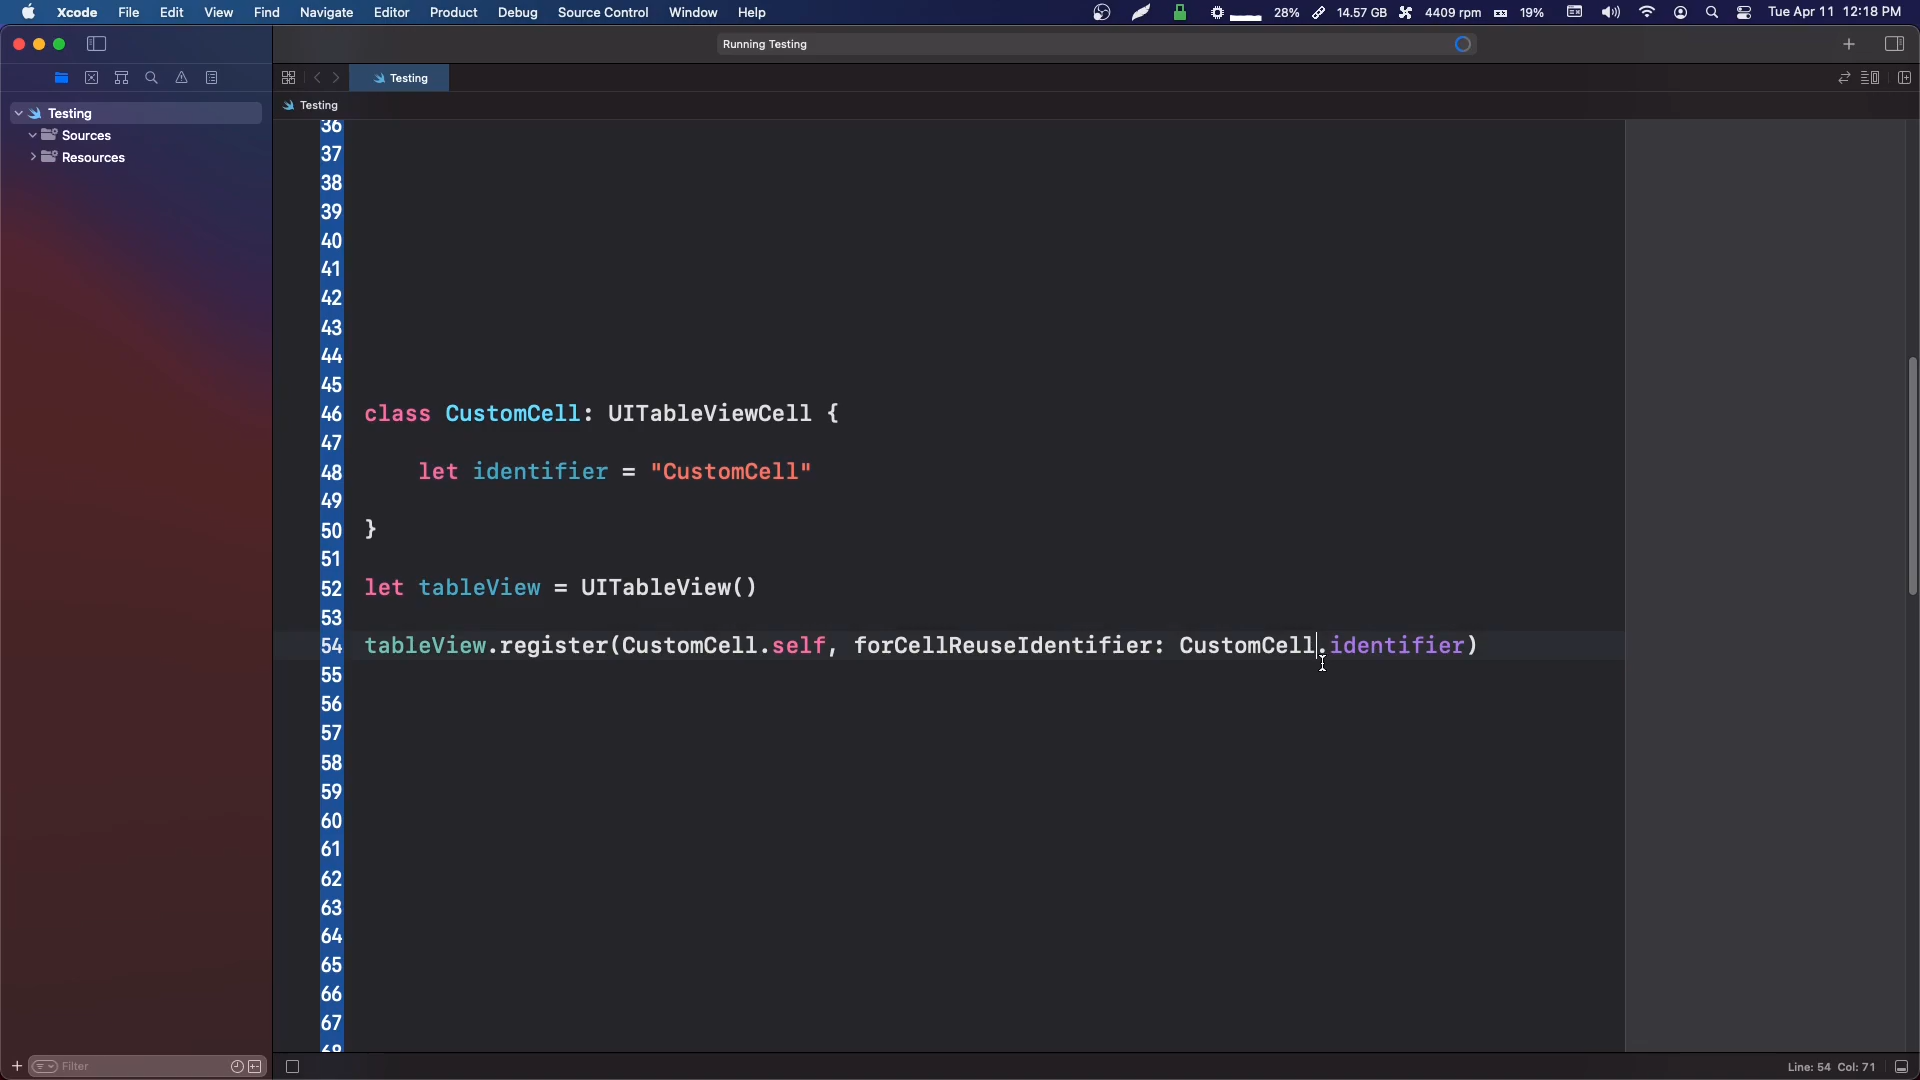 Xcode File Edit View Find Navigate Editor Product Debug Source Control Window Help 28% 14.57 GB 4409 rpm 19% Tue Apr 11 12:18 PM
Running Testing
Testing
Testing
Testing
Sources
Resources
36
37
38
39
40
41
42
43
44
45
46 class CustomCell: UITableViewCell {
47
48 let identifier = "CustomCell"
49
50 }
51
52 let tableView = UITableView()
53
54 tableView.register(CustomCell.self, forCellReuseIdentifier: CustomCell.identifier)
55
56
57
58
59
60
61
62
63
64
65
66
67
68
Filter
Line: 54 Col: 71